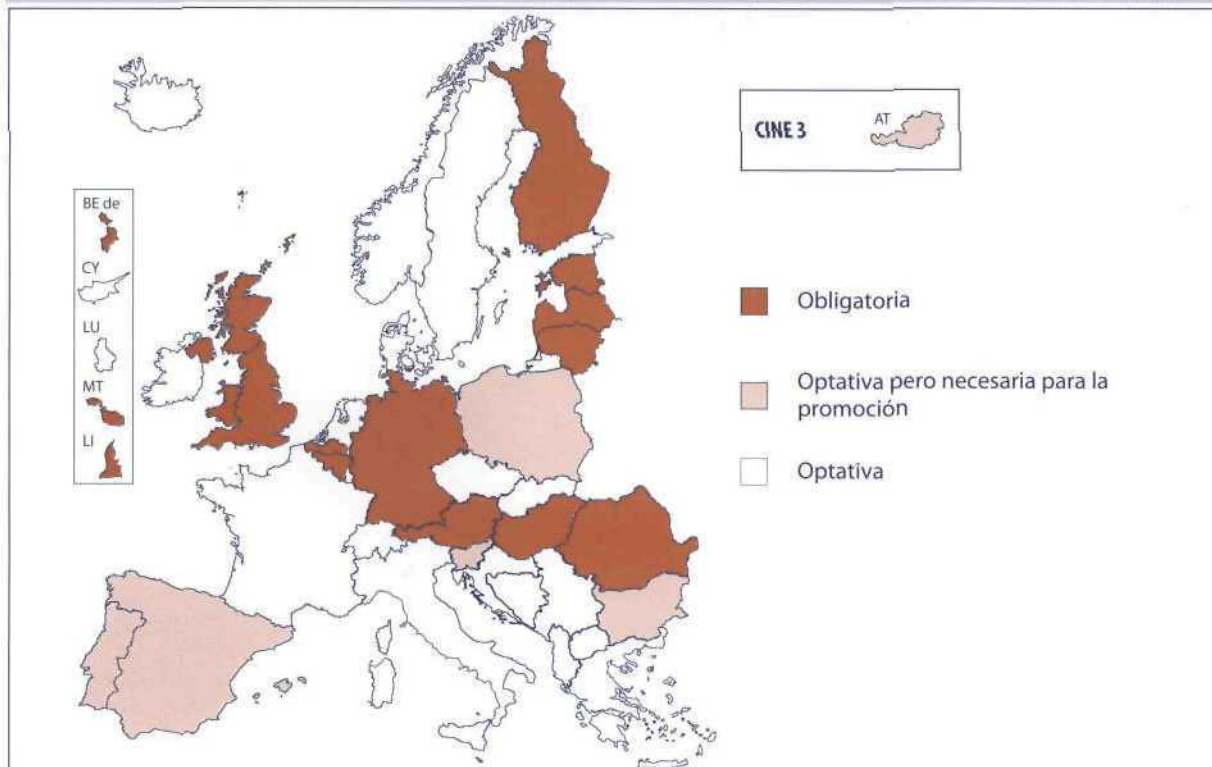 CINE 3
AT
BE de
CY
LU
MT
LI
Obligatoria
Optativa pero necesaria para la
promoción
Optativa